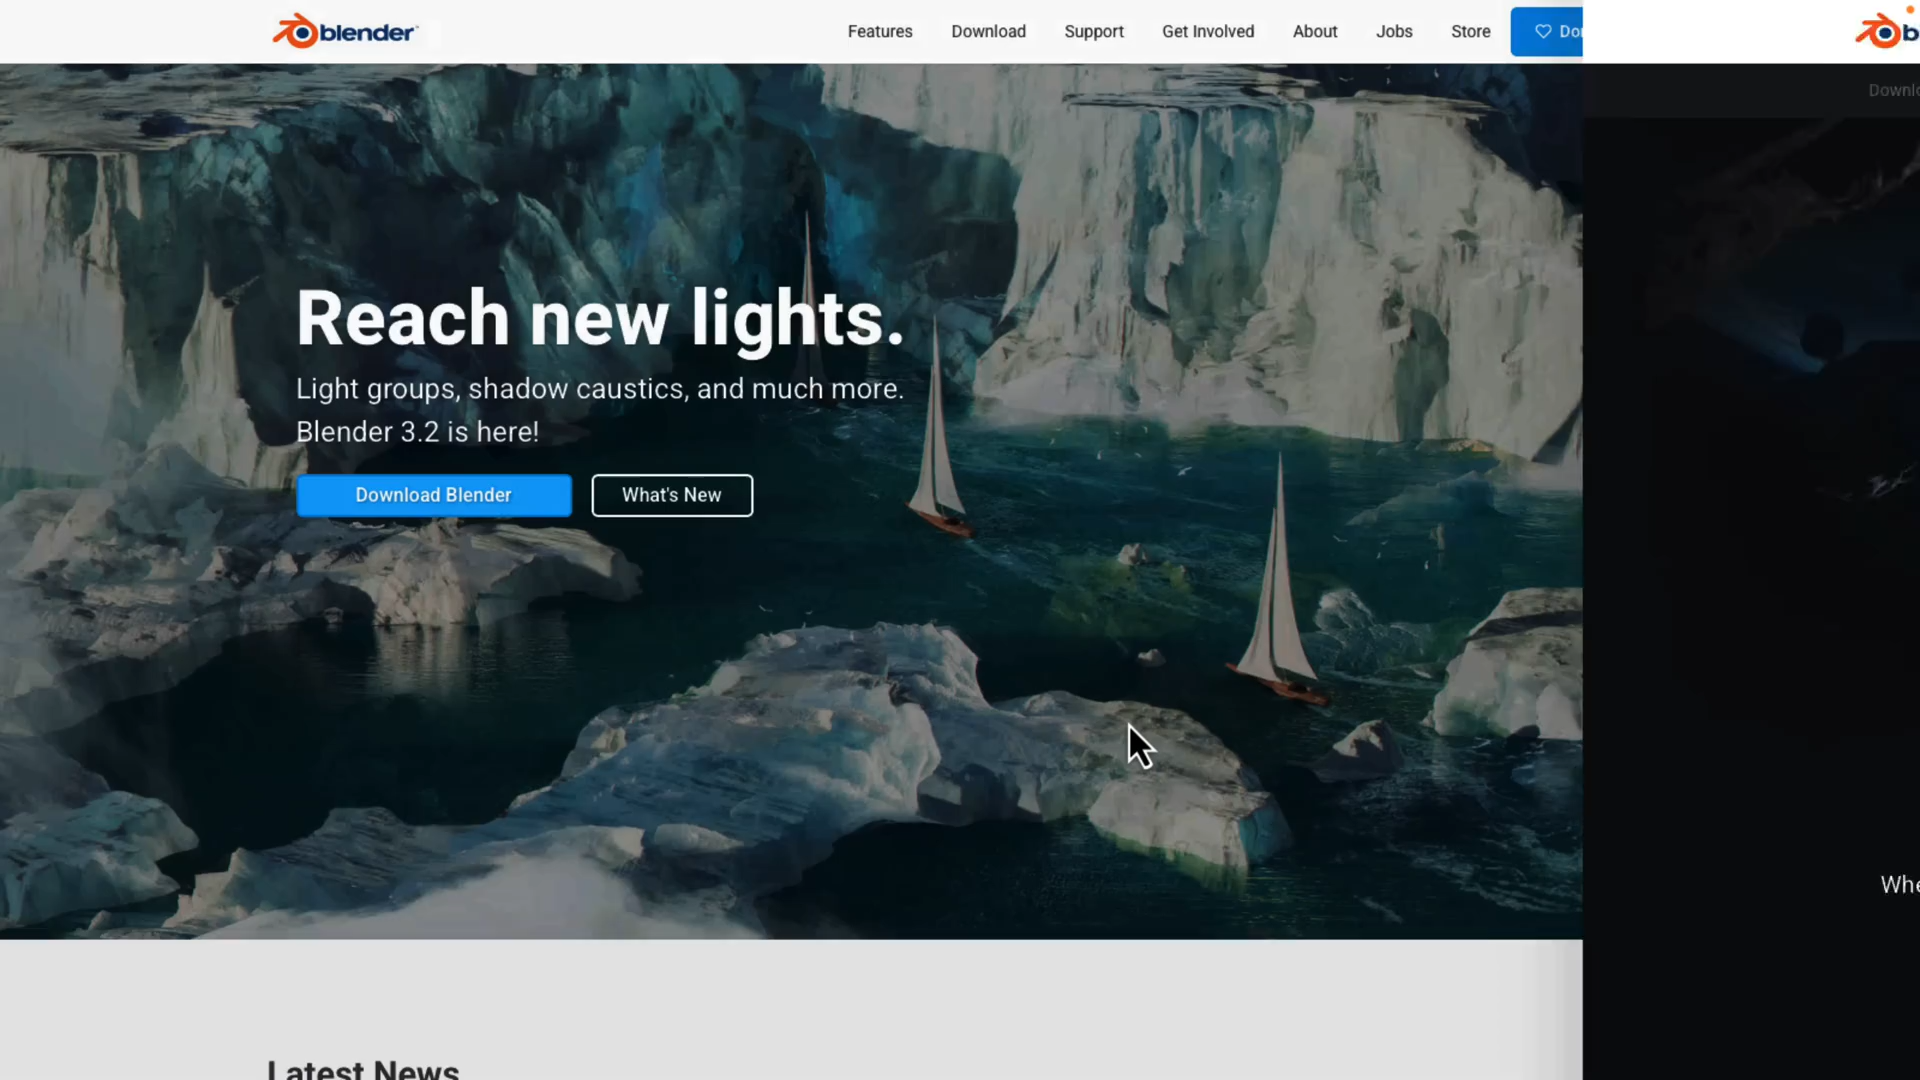 blender
Features
Download
Support
Get Involved
About
Jobs
Store
Reach new lights.
Light groups, shadow caustics, and much more.
Blender 3.2 is here!
Download Blender
What's New
Latest News